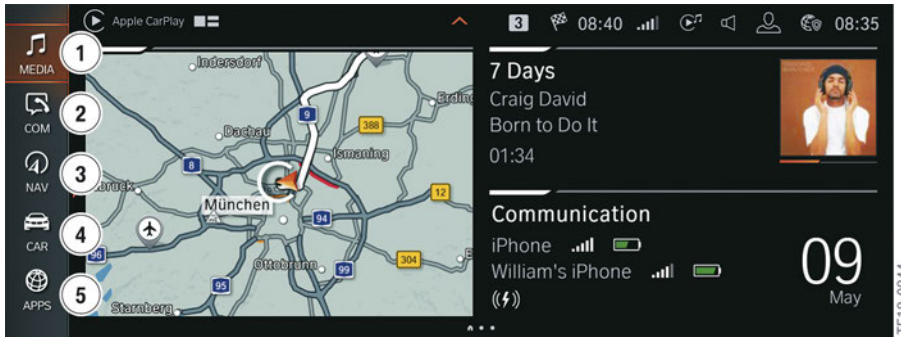 Apple CarPlay
3
08:40
08:35
MEDIA
1
COM
2
NAV
3
CAR
4
APPS
5
Indersdorf
9
Erding
388
Dachau
Ismaning
8
12
München
94
96
Ottobrunn
304
99
95
Starnberg
7 Days
Craig David
Born to Do It
01:34
Communication
iPhone
William's iPhone
09
May